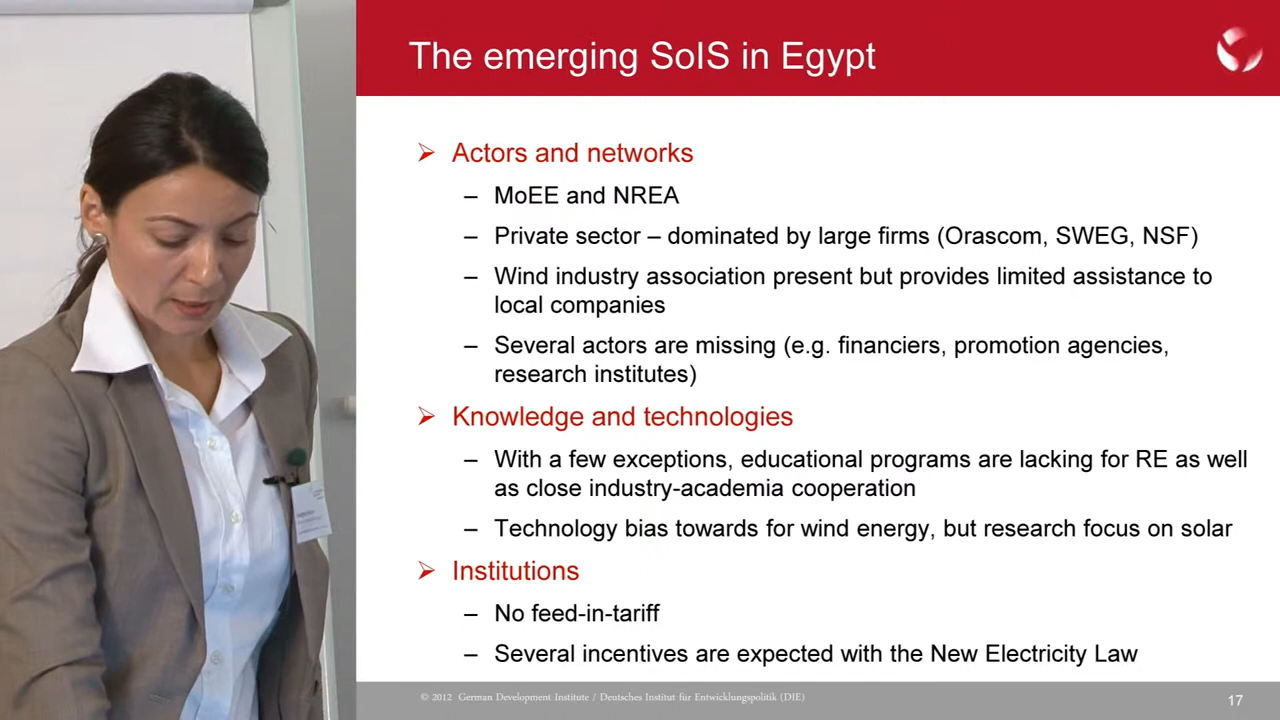 The emerging SoIS in Egypt
➢ Actors and networks
– MoEE and NREA
– Private sector – dominated by large firms (Orascom, SWEG, NSF)
– Wind industry association present but provides limited assistance to
local companies
– Several actors are missing (e.g. financiers, promotion agencies,
research institutes)
➢ Knowledge and technologies
– With a few exceptions, educational programs are lacking for RE as well
as close industry-academia cooperation
– Technology bias towards for wind energy, but research focus on solar
➢ Institutions
– No feed-in-tariff
– Several incentives are expected with the New Electricity Law
© 2012 German Development Institute / Deutsches Institut für Entwicklungspolitik (DIE)
17